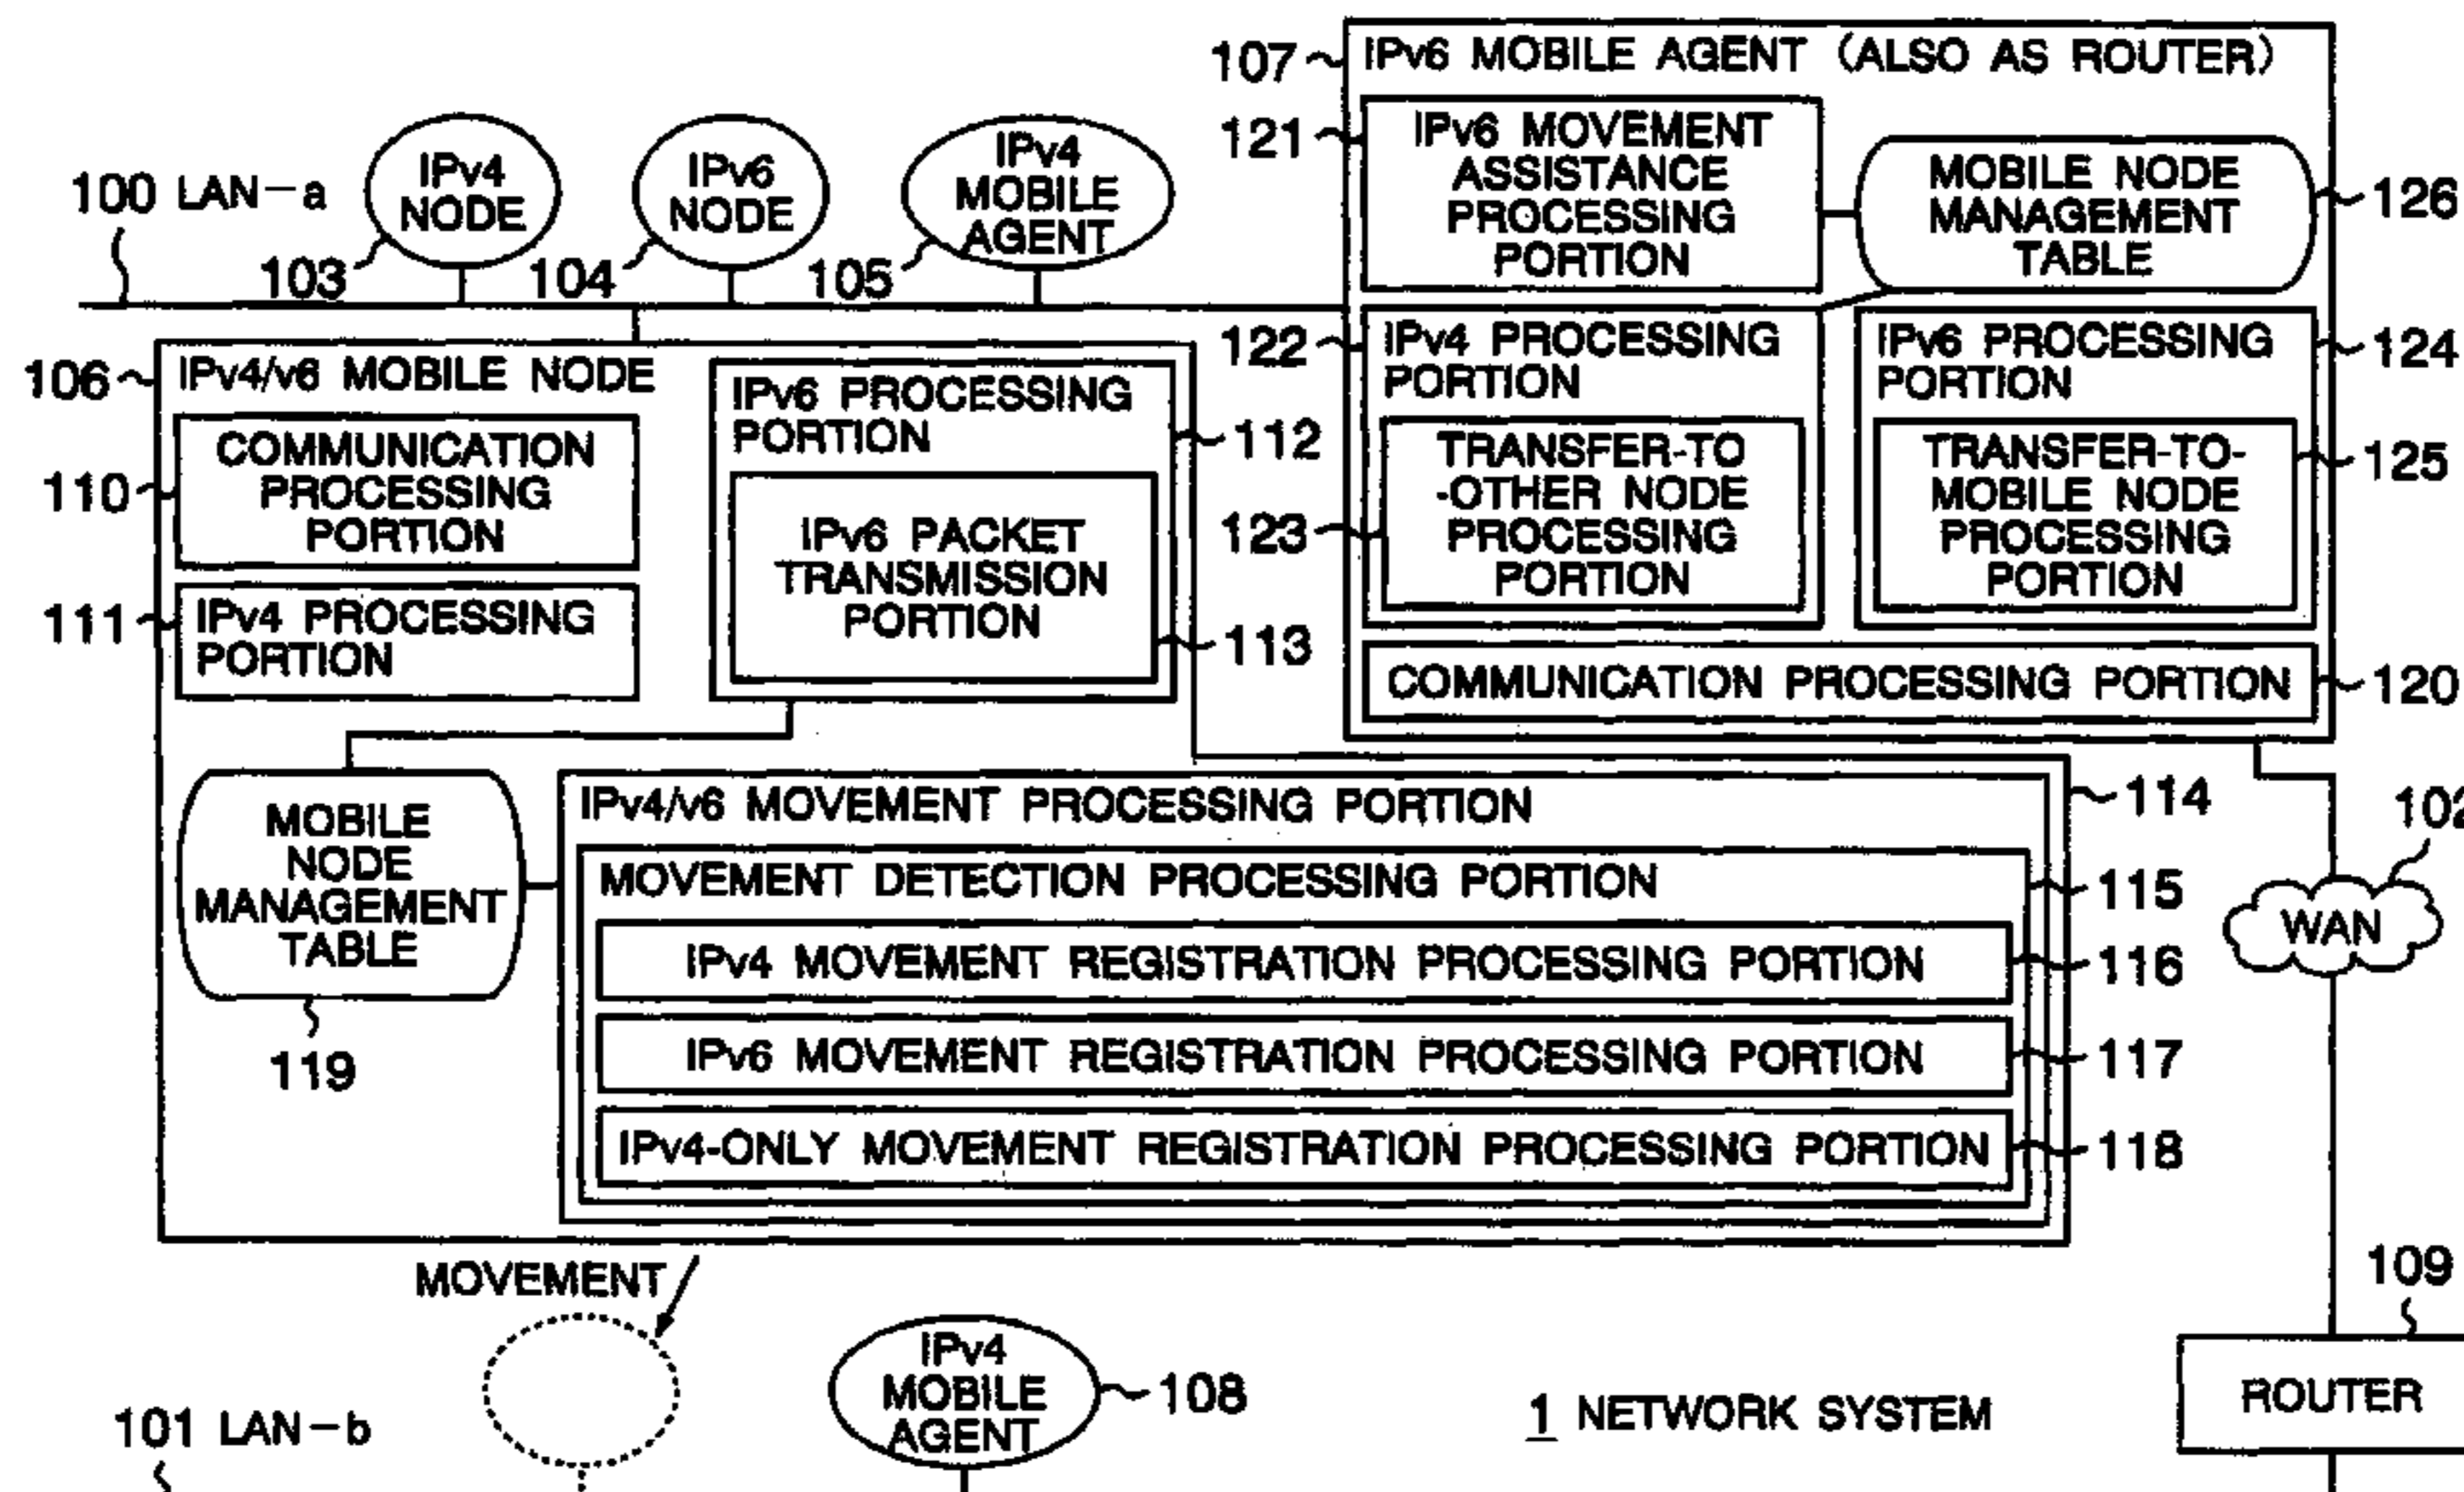 107
IPv6 MOBILE AGENT (ALSO AS ROUTER)
121
IPv6 MOVEMENT
ASSISTANCE
PROCESSING
PORTION
MOBILE NODE
MANAGEMENT
TABLE
126
100 LAN-a
IPv4
NODE
103
IPv6
NODE
104
IPv4
MOBILE
AGENT
105
122
IPv4 PROCESSING
PORTION
123
TRANSFER-TO
-OTHER NODE
PROCESSING
PORTION
IPv6 PROCESSING
PORTION
124
TRANSFER-TO-
MOBILE NODE
PROCESSING
PORTION
125
COMMUNICATION PROCESSING PORTION
120
106
IPv4/v6 MOBILE NODE
110
COMMUNICATION
PROCESSING
PORTION
111
IPv4 PROCESSING
PORTION
IPv6 PROCESSING
PORTION
112
IPv6 PACKET
TRANSMISSION
PORTION
113
MOBILE
NODE
MANAGEMENT
TABLE
119
IPv4/v6 MOVEMENT PROCESSING PORTION
114
MOVEMENT DETECTION PROCESSING PORTION
115
IPv4 MOVEMENT REGISTRATION PROCESSING PORTION
116
IPv6 MOVEMENT REGISTRATION PROCESSING PORTION
117
IPv4-ONLY MOVEMENT REGISTRATION PROCESSING PORTION
118
102
WAN
MOVEMENT
109
ROUTER
101 LAN-b
IPv4
MOBILE
AGENT
108
1 NETWORK SYSTEM